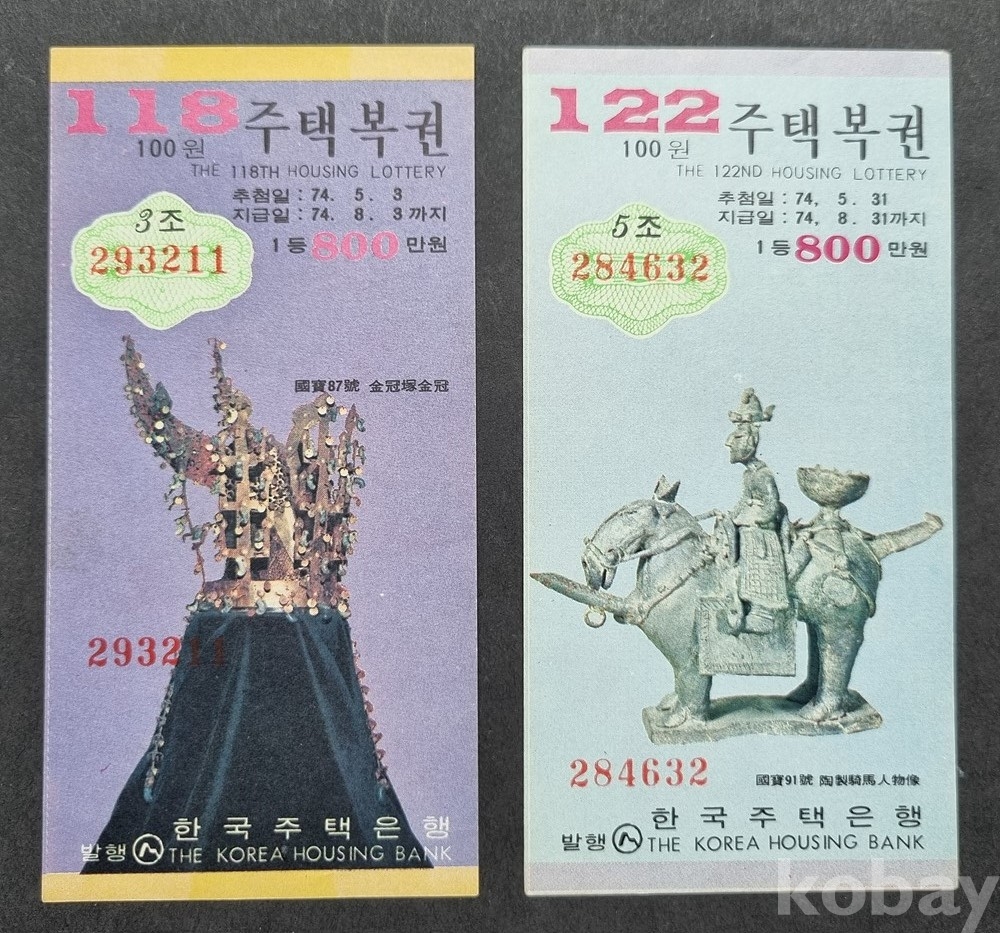 118 주택복권
100원
THE 118TH HOUSING LOTTERY
추첨일 : 74. 5. 3
지급일 : 74. 8. 3까지
3조
293211
1등 800만원
國寶87號 金冠塚金冠
293211
한국주택은행
발행 THE KOREA HOUSING BANK
122 주택복권
100원
THE 122ND HOUSING LOTTERY
추첨일 : 74, 5. 31
지급일 : 74, 8. 31까지
5조
284632
1등 800만원
284632
國寶91號 陶製騎馬人物像
한국주택은행
발행 THE KOREA HOUSING BANK
kobay